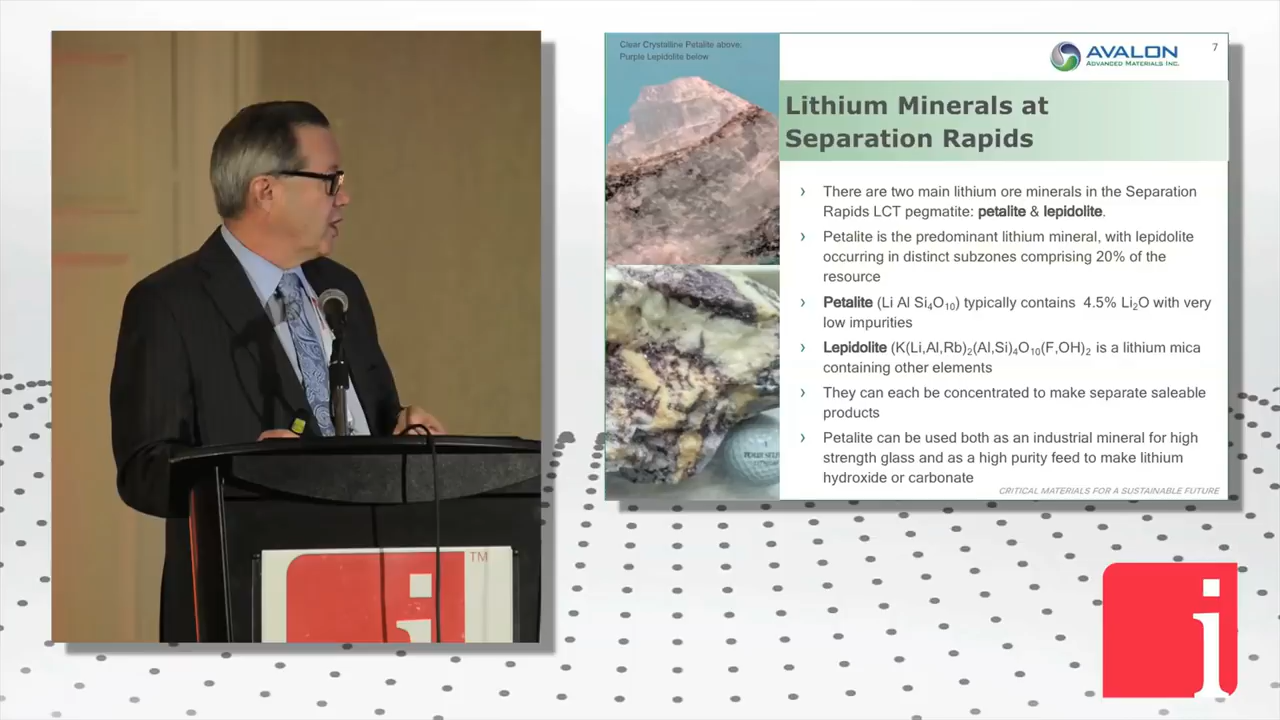 Clear Crystalline Petalite above,
Purple Lepidolite below
AVALON
ADVANCED MATERIALS INC.
7
Lithium Minerals at
Separation Rapids
› There are two main lithium ore minerals in the Separation
Rapids LCT pegmatite: petalite & lepidolite.
› Petalite is the predominant lithium mineral, with lepidolite
occurring in distinct subzones comprising 20% of the
resource
› Petalite (Li Al Si₄O₁₀) typically contains 4.5% Li₂O with very
low impurities
› Lepidolite (K(Li,Al,Rb)₂(Al,Si)₄O₁₀(F,OH)₂ is a lithium mica
containing other elements
› They can each be concentrated to make separate saleable
products
› Petalite can be used both as an industrial mineral for high
strength glass and as a high purity feed to make lithium
hydroxide or carbonate
CRITICAL MATERIALS FOR A SUSTAINABLE FUTURE
i
TM
i